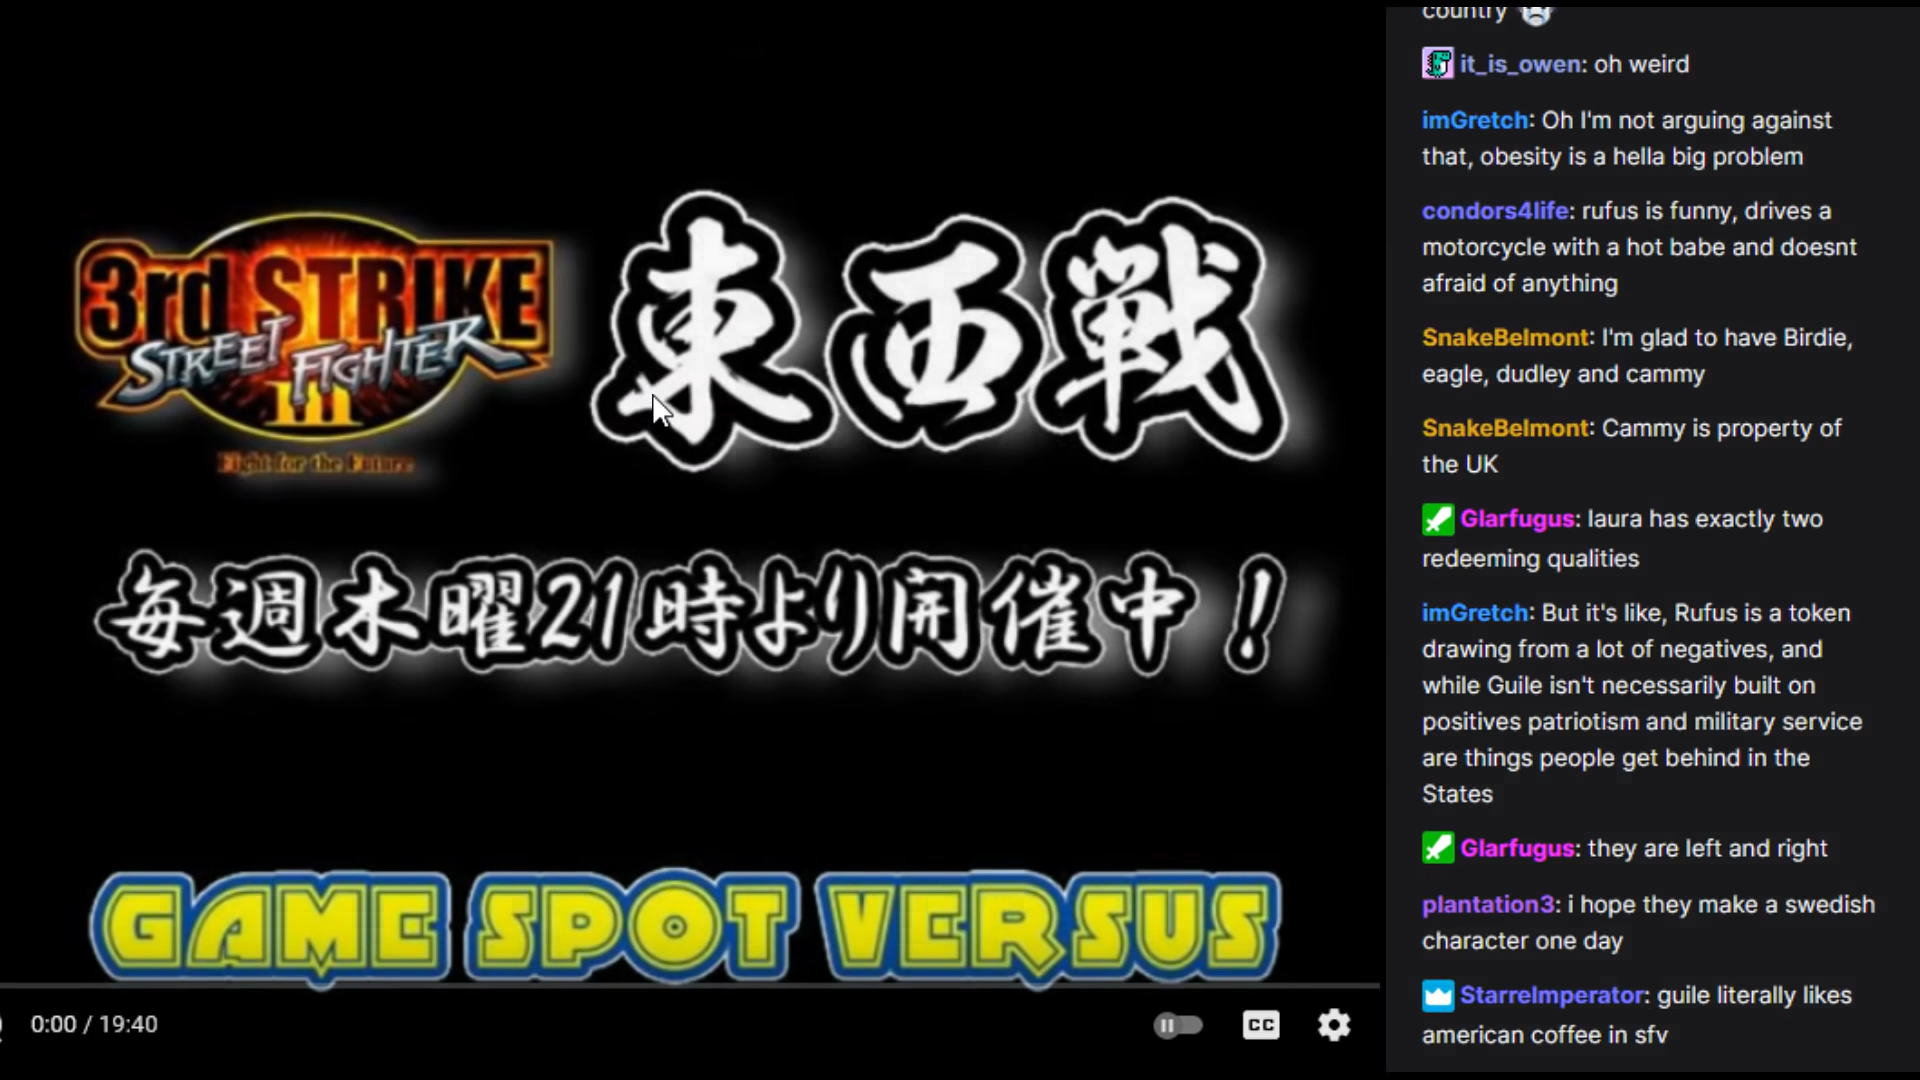 3rd STRIKE
STREET FIGHTER
III
Fight for the Future
東西戦
毎週木曜21時より開催中！
GAME SPOT VERSUS
0:00 / 19:40
CC
country
it_is_owen: oh weird
imGretch: Oh I'm not arguing against
that, obesity is a hella big problem
condors4life: rufus is funny, drives a
motorcycle with a hot babe and doesnt
afraid of anything
SnakeBelmont: I'm glad to have Birdie,
eagle, dudley and cammy
SnakeBelmont: Cammy is property of
the UK
Glarfugus: laura has exactly two
redeeming qualities
imGretch: But it's like, Rufus is a token
drawing from a lot of negatives, and
while Guile isn't necessarily built on
positives patriotism and military service
are things people get behind in the
States
Glarfugus: they are left and right
plantation3: i hope they make a swedish
character one day
StarreImperator: guile literally likes
american coffee in sfv